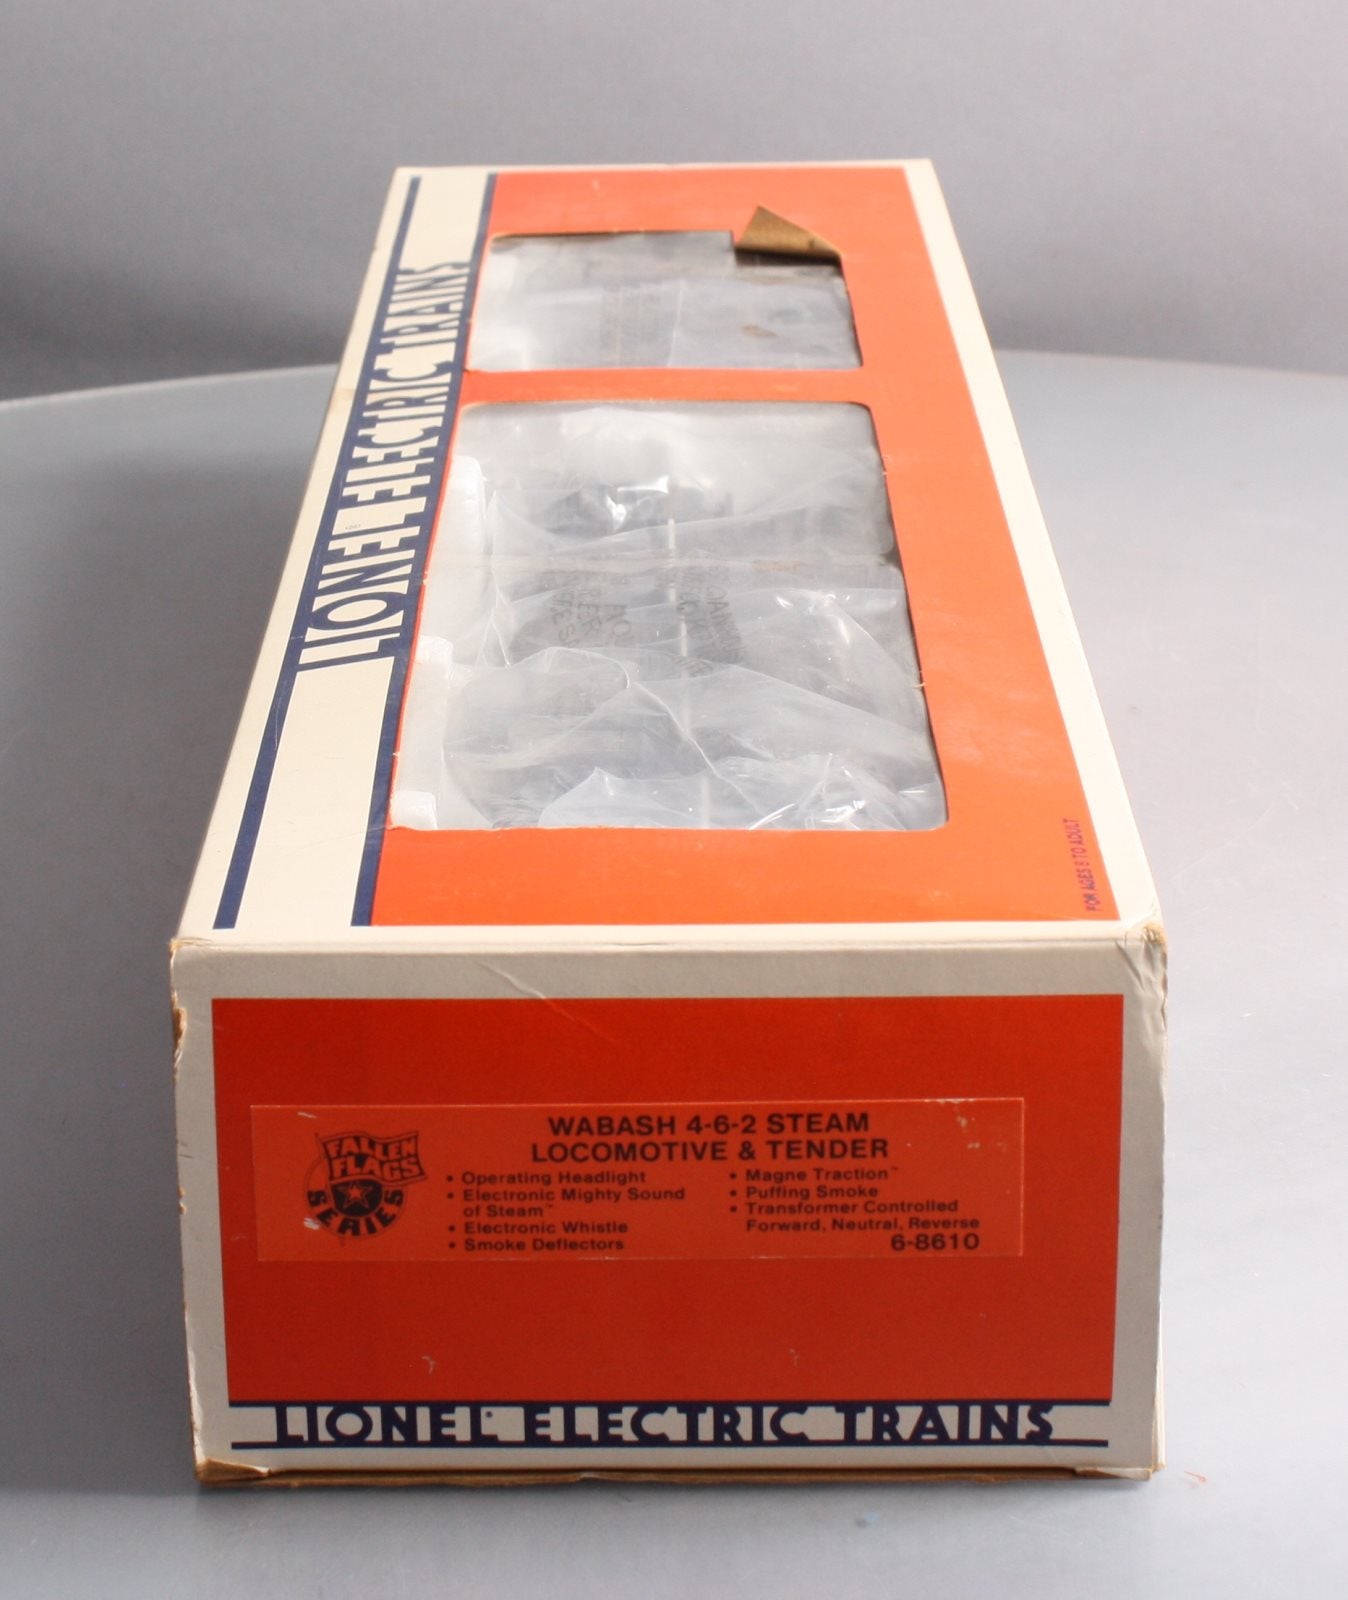 LIONEL ELECTRIC TRAINS
FOR AGES 8 TO ADULT
FALLEN
FLAGS
SERIES
WABASH 4-6-2 STEAM
LOCOMOTIVE & TENDER
• Operating Headlight
• Electronic Mighty Sound
of Steam™
• Electronic Whistle
• Smoke Deflectors
• Magne Traction™
• Puffing Smoke
• Transformer Controlled
Forward, Neutral, Reverse
6-8610
LIONEL® ELECTRIC TRAINS